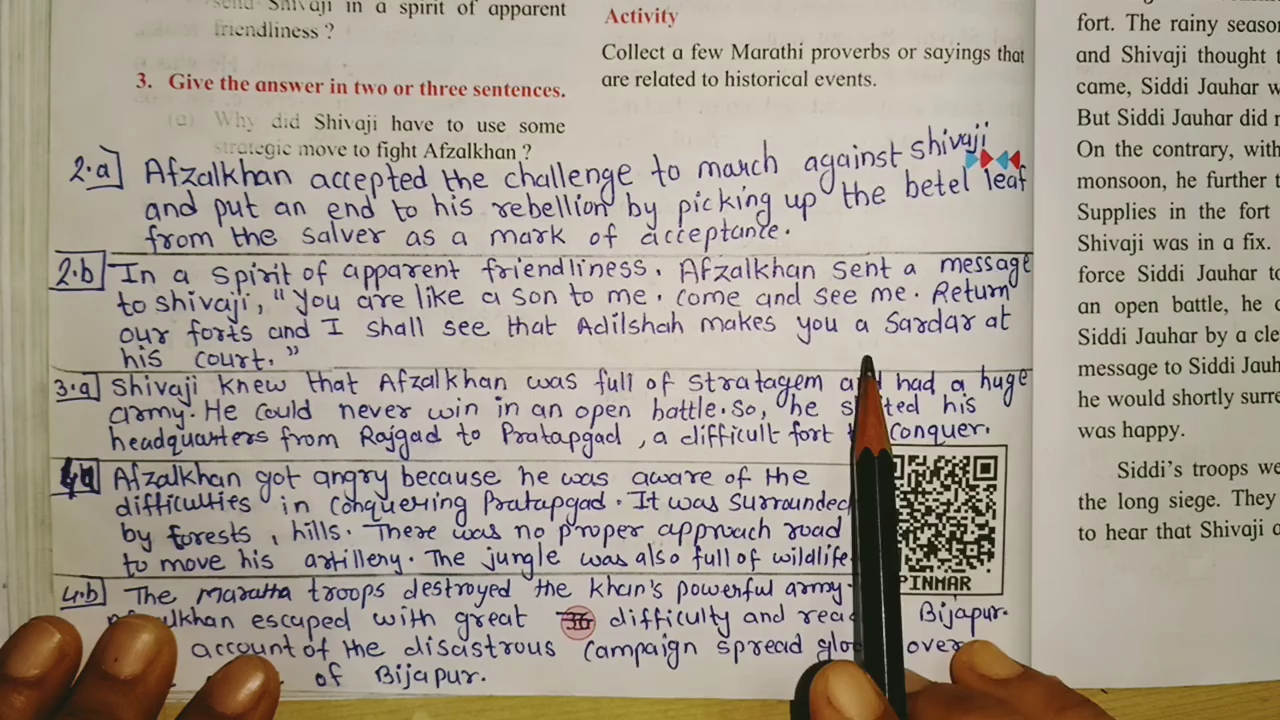 send Shivaji in a spirit of apparent
friendliness ?
3. Give the answer in two or three sentences.
(a) Why did Shivaji have to use some
strategic move to fight Afzalkhan ?
Activity
Collect a few Marathi proverbs or sayings that
are related to historical events.
2.a] Afzalkhan accepted the challenge to march against shivaji
and put an end to his rebellion by picking up the betel leaf
from the salver as a mark of acceptance.
2.b In a spirit of apparent friendliness, Afzalkhan sent a message
to shivaji, "You are like a son to me. Come and see me. Return
our forts and I shall see that Adilshah makes you a Sardar at
his court."
3.a] Shivaji knew that Afzalkhan was full of stratagem and had a huge
army. He could never win in an open battle. So, he his
headquarters from Rajgad to Pratapgad, a difficult fort conquer.
4a Afzalkhan got angry because he was aware of the
difficulties in conquering Pratapgad. It was surrounded
by forests, hills. There was no proper approach road
to move his artillery. The jungle was also full of wildlife.
4.b] The Maratha troops destroyed the khan's powerful army
escaped with great difficulty and Bijapur.
account of the disastrous campaign spread over
of Bijapur.
36
PINMAR
fort. The rainy
and Shivaji thought
came, Siddi Jauhar
But Siddi Jauhar did
On the contrary, with
monsoon, he further
Supplies in the fort
Shivaji was in a fix.
force Siddi Jauhar
an open battle, he
Siddi Jauhar by a
message to Siddi
he would shortly
was happy.
Siddi's troops
the long siege. They
to hear that Shivaji